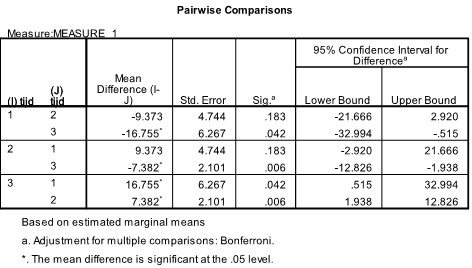 Pairwise Comparisons
Measure:MEASURE_1
(I) tijd (J) tijd Mean Difference (I-J) Std. Error Sig.a 95% Confidence Interval for Differencea
Lower Bound Upper Bound
1 2 -9.373 4.744 .183 -21.666 2.920
3 -16.755* 6.267 .042 -32.994 -.515
2 1 9.373 4.744 .183 -2.920 21.666
3 -7.382* 2.101 .006 -12.826 -1.938
3 1 16.755* 6.267 .042 .515 32.994
2 7.382* 2.101 .006 1.938 12.826
Based on estimated marginal means
a. Adjustment for multiple comparisons: Bonferroni.
*. The mean difference is significant at the .05 level.